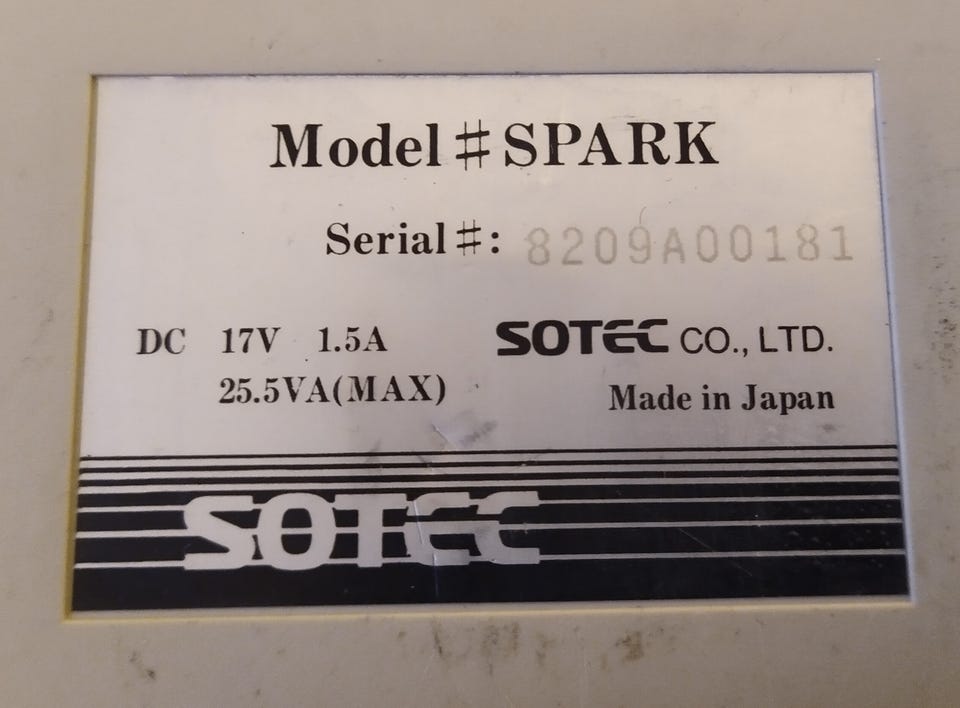 Model # SPARK
Serial #: 8209A00181
DC 17V 1.5A
25.5VA(MAX)
SOTEC CO., LTD.
Made in Japan
SOTEC